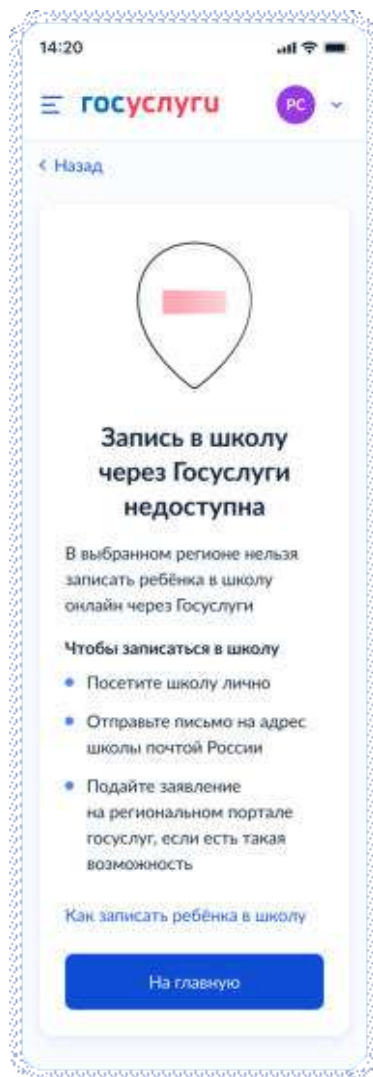 14:20
госуслуги
РС
Назад
Запись в школу
через Госуслуги
недоступна
В выбранном регионе нельзя
записать ребёнка в школу
онлайн через Госуслуги
Чтобы записаться в школу
Посетите школу лично
Отправьте письмо на адрес
школы почтой России
Подайте заявление
на региональном портале
госуслуг, если есть такая
возможность
Как записать ребёнка в школу
На главную